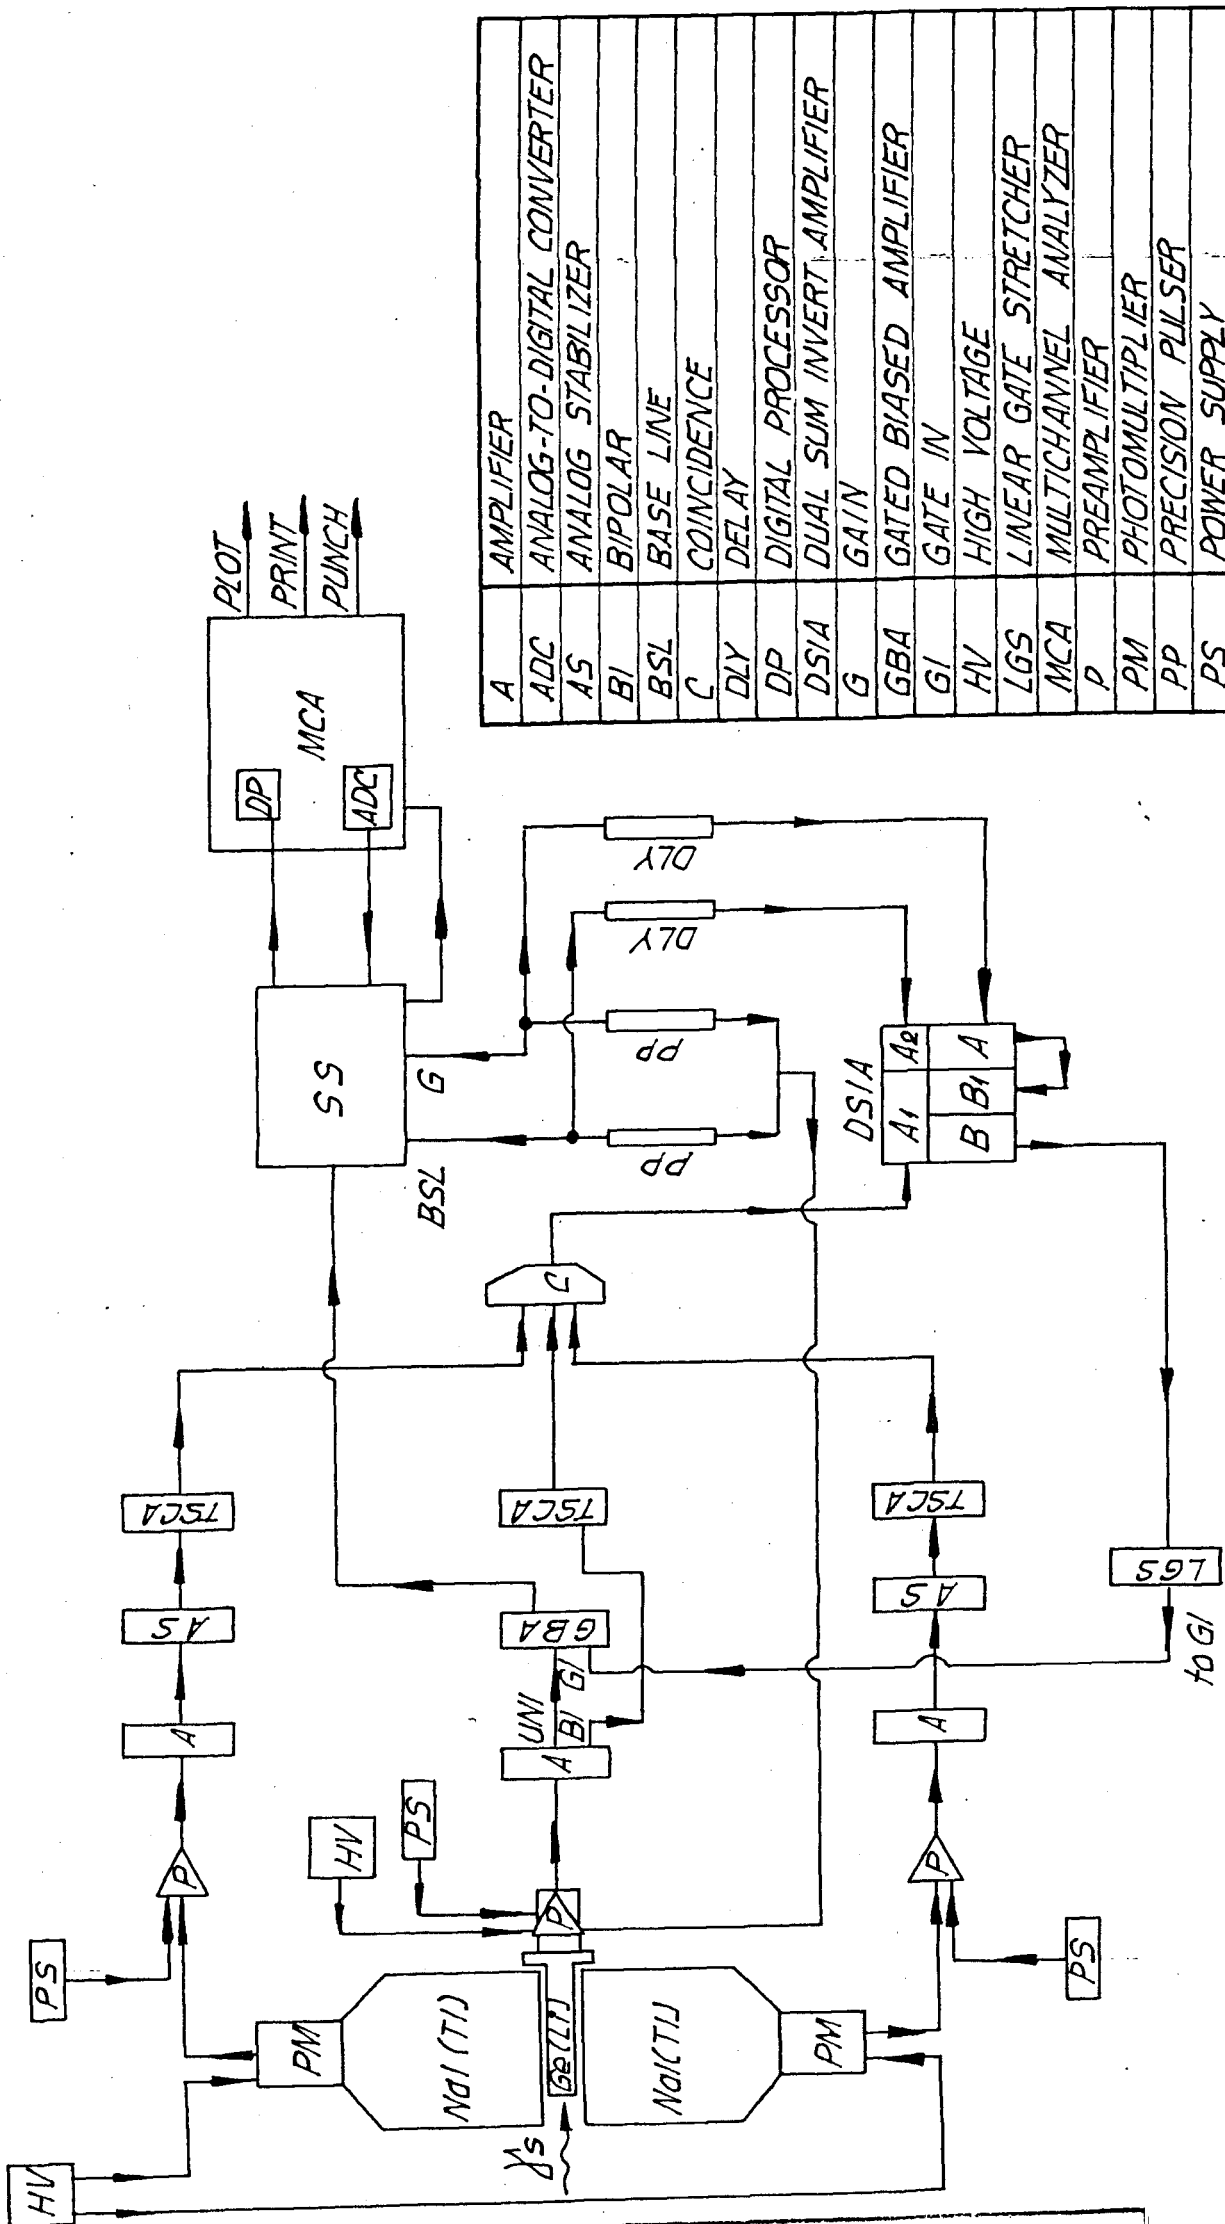 PLOT
PRINT
PUNCH
MCA
DP
ADC
SS
G
BSL
DLY
DLY
PP
PP
DSIA
A1 A2
B B1 A
C
TSCA
TSCA
TSCA
AS
AS
GBA
GI
UNI
BI
A
A
A
LGS
to GI
P
P
P
PS
PS
PS
HV
HV
PM
PM
NaI(Tl)
Ge(Li)
NaI(Tl)
γs
A AMPLIFIER
ADC ANALOG-TO-DIGITAL CONVERTER
AS ANALOG STABILIZER
BI BIPOLAR
BSL BASE LINE
C COINCIDENCE
DLY DELAY
DP DIGITAL PROCESSOR
DSIA DUAL SUM INVERT AMPLIFIER
G GAIN
GBA GATED BIASED AMPLIFIER
GI GATE IN
HV HIGH VOLTAGE
LGS LINEAR GATE STRETCHER
MCA MULTICHANNEL ANALYZER
P PREAMPLIFIER
PM PHOTOMULTIPLIER
PP PRECISION PULSER
PS POWER SUPPLY